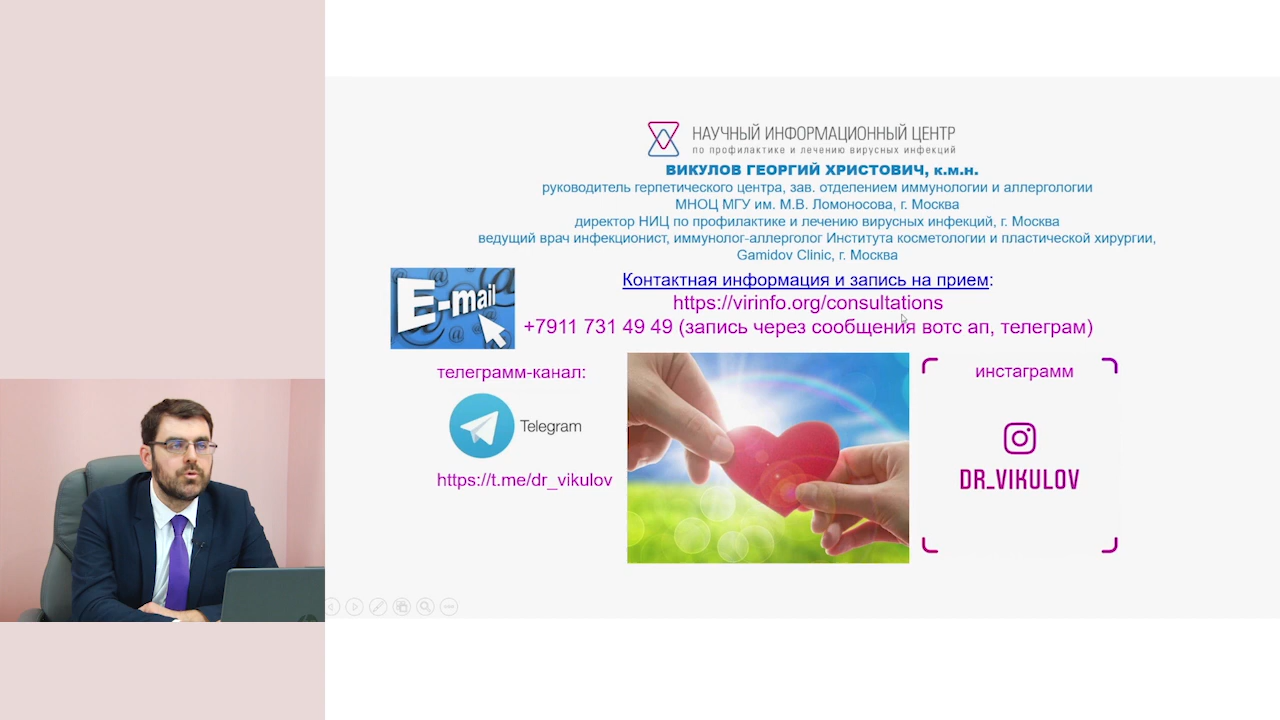 НАУЧНЫЙ ИНФОРМАЦИОННЫЙ ЦЕНТР
по профилактике и лечению вирусных инфекций
ВИКУЛОВ ГЕОРГИЙ ХРИСТОВИЧ, к.м.н.
руководитель герпетического центра, зав. отделением иммунологии и аллергологии
МНОЦ МГУ им. М.В. Ломоносова, г. Москва
директор НИЦ по профилактике и лечению вирусных инфекций, г. Москва
ведущий врач инфекционист, иммунолог-аллерголог Института косметологии и пластической хирургии,
Gamidov Clinic, г. Москва
E-mail
Контактная информация и запись на прием:
https://virinfo.org/consultations
+7911 731 49 49 (запись через сообщения вотс ап, телеграм)
телеграмм-канал:
Telegram
https://t.me/dr_vikulov
инстаграмм
DR_VIKULOV